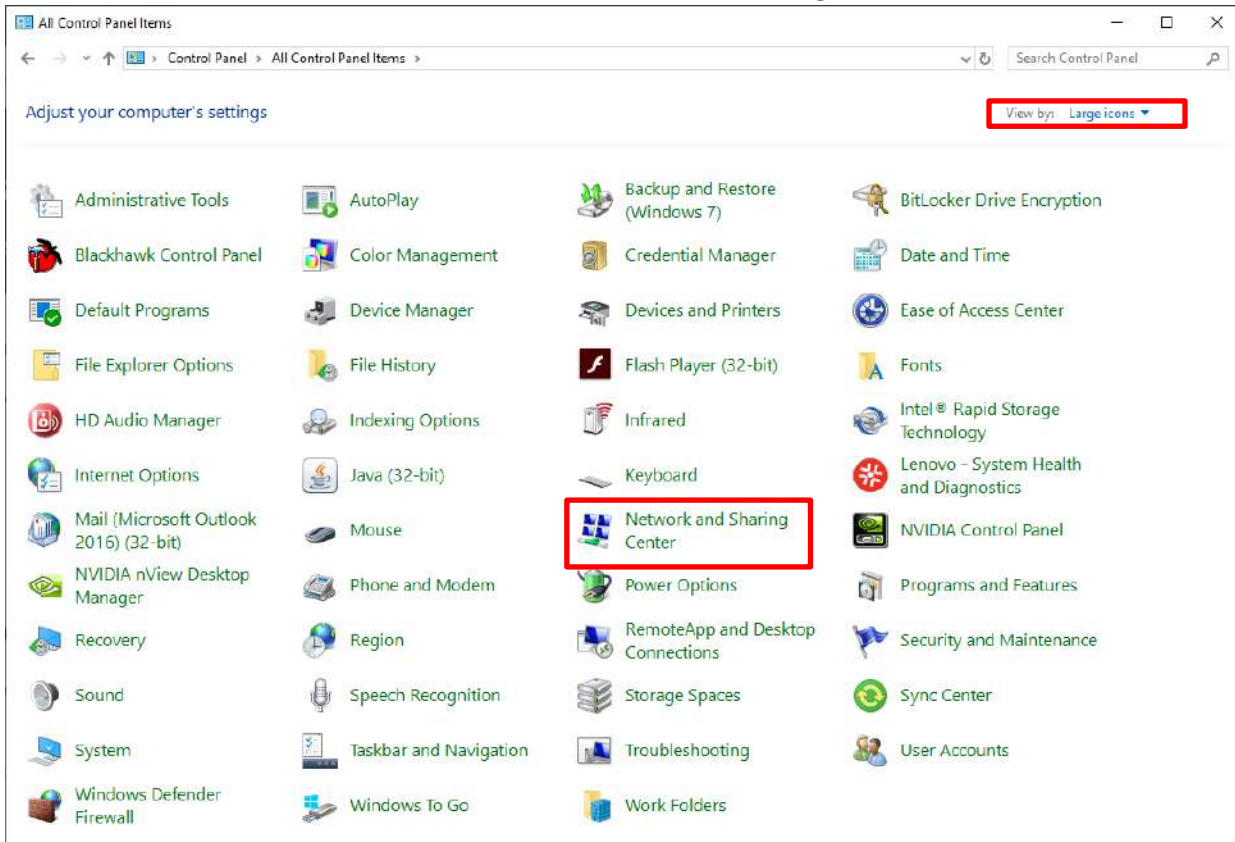 All Control Panel Items
Control Panel > All Control Panel Items >
Search Control Panel
Adjust your computer's settings
View by: Large icons
Administrative Tools
AutoPlay
Backup and Restore
(Windows 7)
BitLocker Drive Encryption
Blackhawk Control Panel
Color Management
Credential Manager
Date and Time
Default Programs
Device Manager
Devices and Printers
Ease of Access Center
File Explorer Options
File History
Flash Player (32-bit)
Fonts
HD Audio Manager
Indexing Options
Infrared
Intel® Rapid Storage
Technology
Internet Options
Java (32-bit)
Keyboard
Lenovo - System Health
and Diagnostics
Mail (Microsoft Outlook
2016) (32-bit)
Mouse
Network and Sharing
Center
NVIDIA Control Panel
NVIDIA nView Desktop
Manager
Phone and Modem
Power Options
Programs and Features
Recovery
Region
RemoteApp and Desktop
Connections
Security and Maintenance
Sound
Speech Recognition
Storage Spaces
Sync Center
System
Taskbar and Navigation
Troubleshooting
User Accounts
Windows Defender
Firewall
Windows To Go
Work Folders